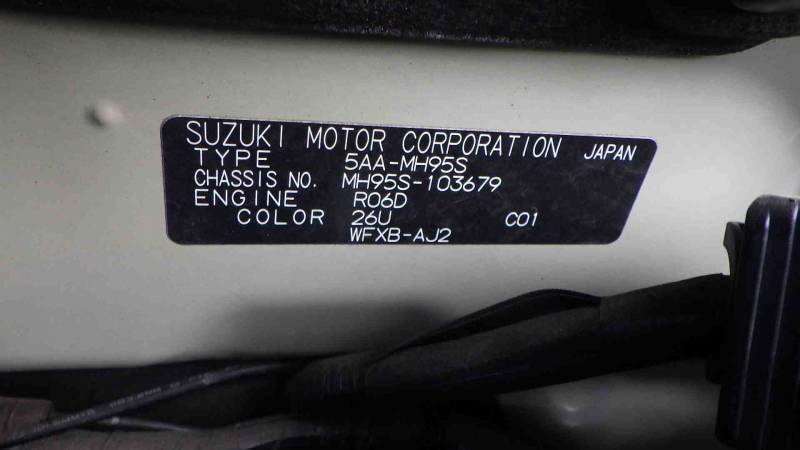 SUZUKI MOTOR CORPORATION JAPAN
TYPE 5AA-MH95S
CHASSIS NO. MH95S-103679
ENGINE R06D
COLOR 26U C01
WFXB-AJ2